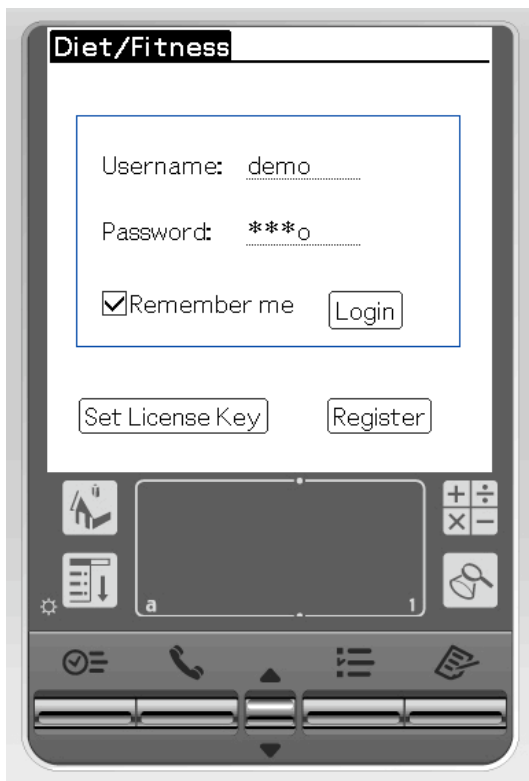 Diet/Fitness
Username: demo
Password: ***o
Remember me Login
Set License Key Register
a 1